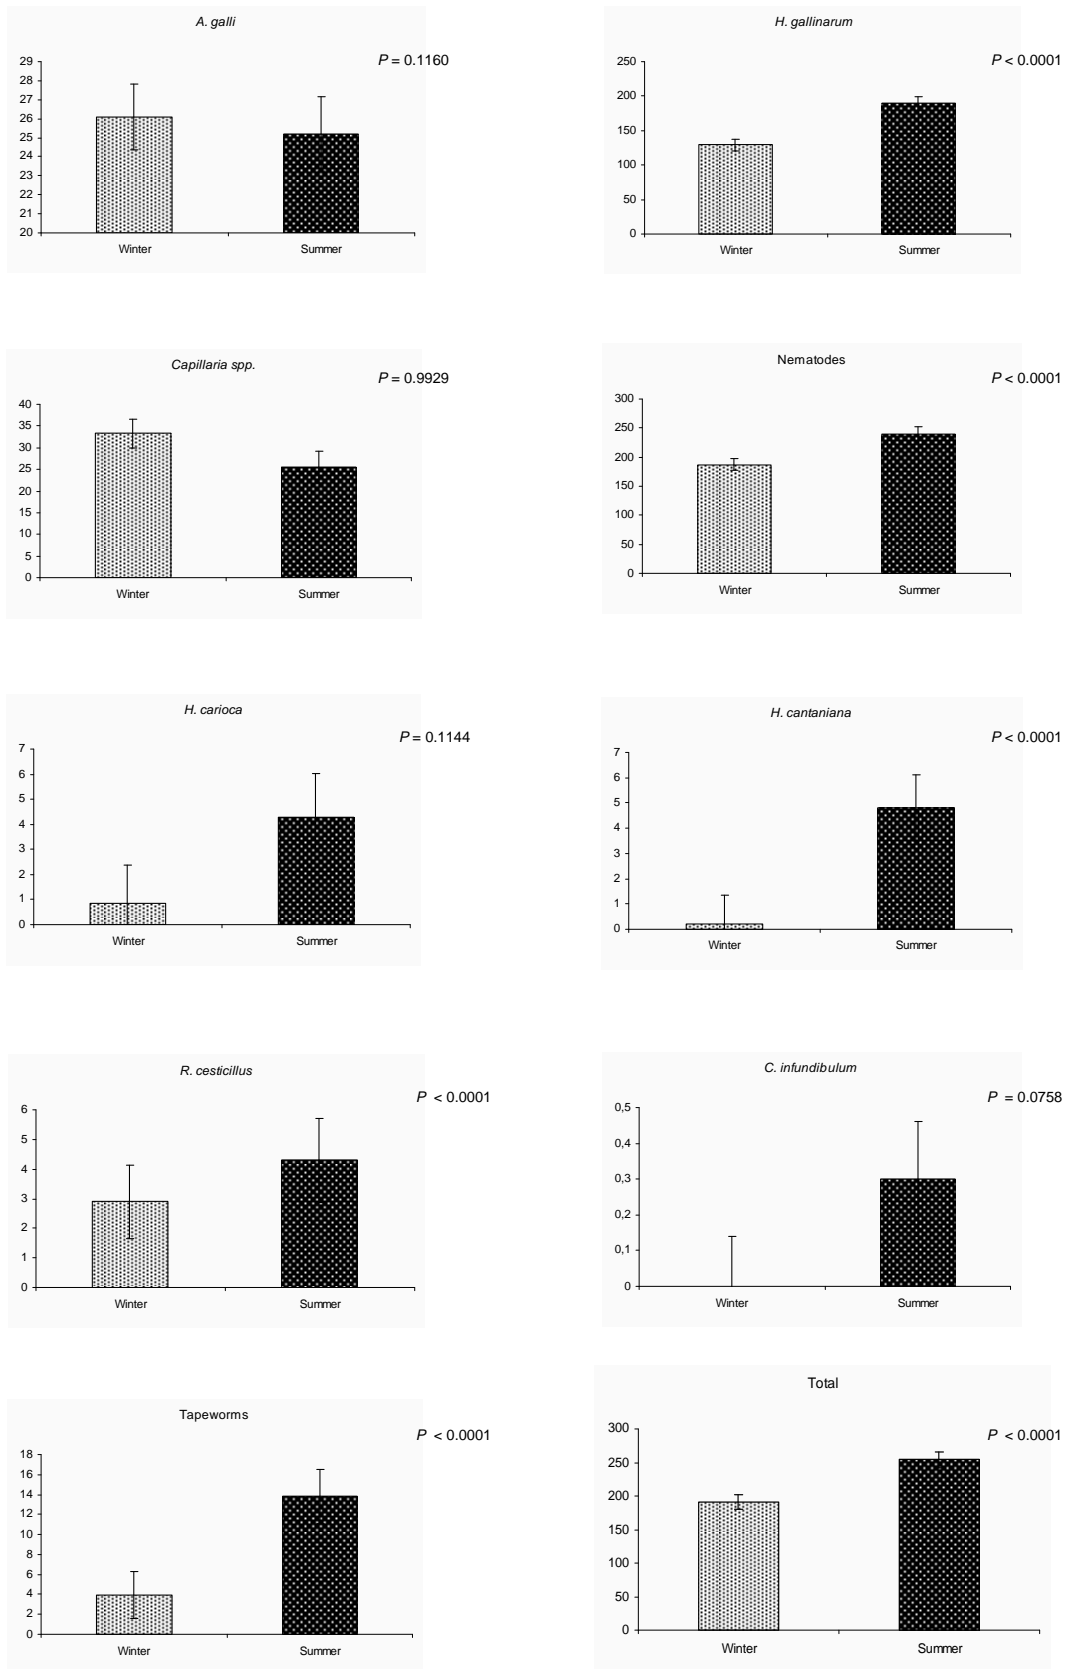 A. galli
P = 0.1160
29
28
27
26
25
24
23
22
21
20
Winter Summer
H. gallinarum
P < 0.0001
250
200
150
100
50
0
Winter Summer
Capillaria spp.
P = 0.9929
40
35
30
25
20
15
10
5
0
Winter Summer
Nematodes
P < 0.0001
300
250
200
150
100
50
0
Winter Summer
H. carioca
P = 0.1144
7
6
5
4
3
2
1
0
Winter Summer
H. cantaniana
P < 0.0001
7
6
5
4
3
2
1
0
Winter Summer
R. cesticillus
P < 0.0001
6
5
4
3
2
1
0
Winter Summer
C. infundibulum
P = 0.0758
0,5
0,4
0,3
0,2
0,1
0
Winter Summer
Tapeworms
P < 0.0001
18
16
14
12
10
8
6
4
2
0
Winter Summer
Total
P < 0.0001
300
250
200
150
100
50
0
Winter Summer